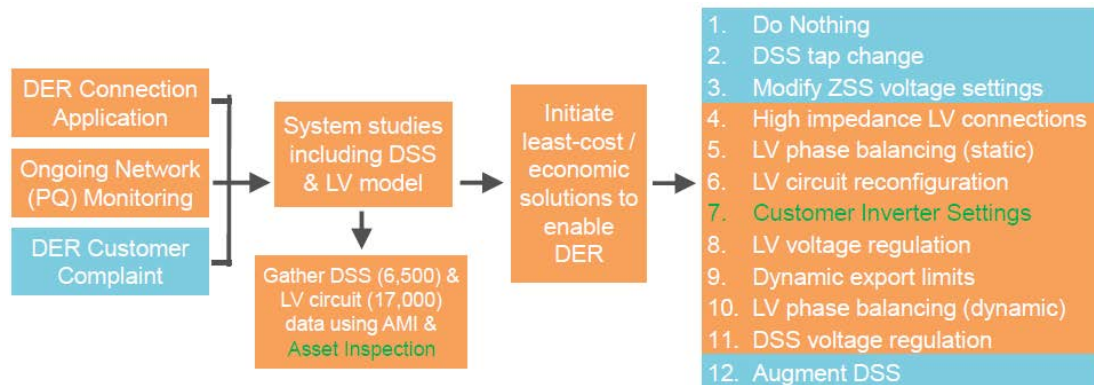 DER Connection
Application
Ongoing Network
(PQ) Monitoring
DER Customer
Complaint
System studies
including DSS
& LV model
Gather DSS (6,500) &
LV circuit (17,000)
data using AMI &
Asset Inspection
Initiate
least-cost /
economic
solutions to
enable
DER
1. Do Nothing
2. DSS tap change
3. Modify ZSS voltage settings
4. High impedance LV connections
5. LV phase balancing (static)
6. LV circuit reconfiguration
7. Customer Inverter Settings
8. LV voltage regulation
9. Dynamic export limits
10. LV phase balancing (dynamic)
11. DSS voltage regulation
12. Augment DSS